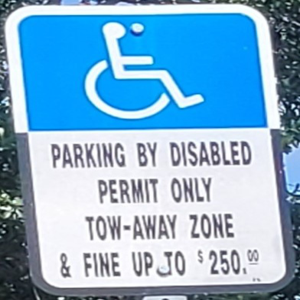 PARKING BY DISABLED
PERMIT ONLY
TOW-AWAY ZONE
& FINE UP TO $250.00